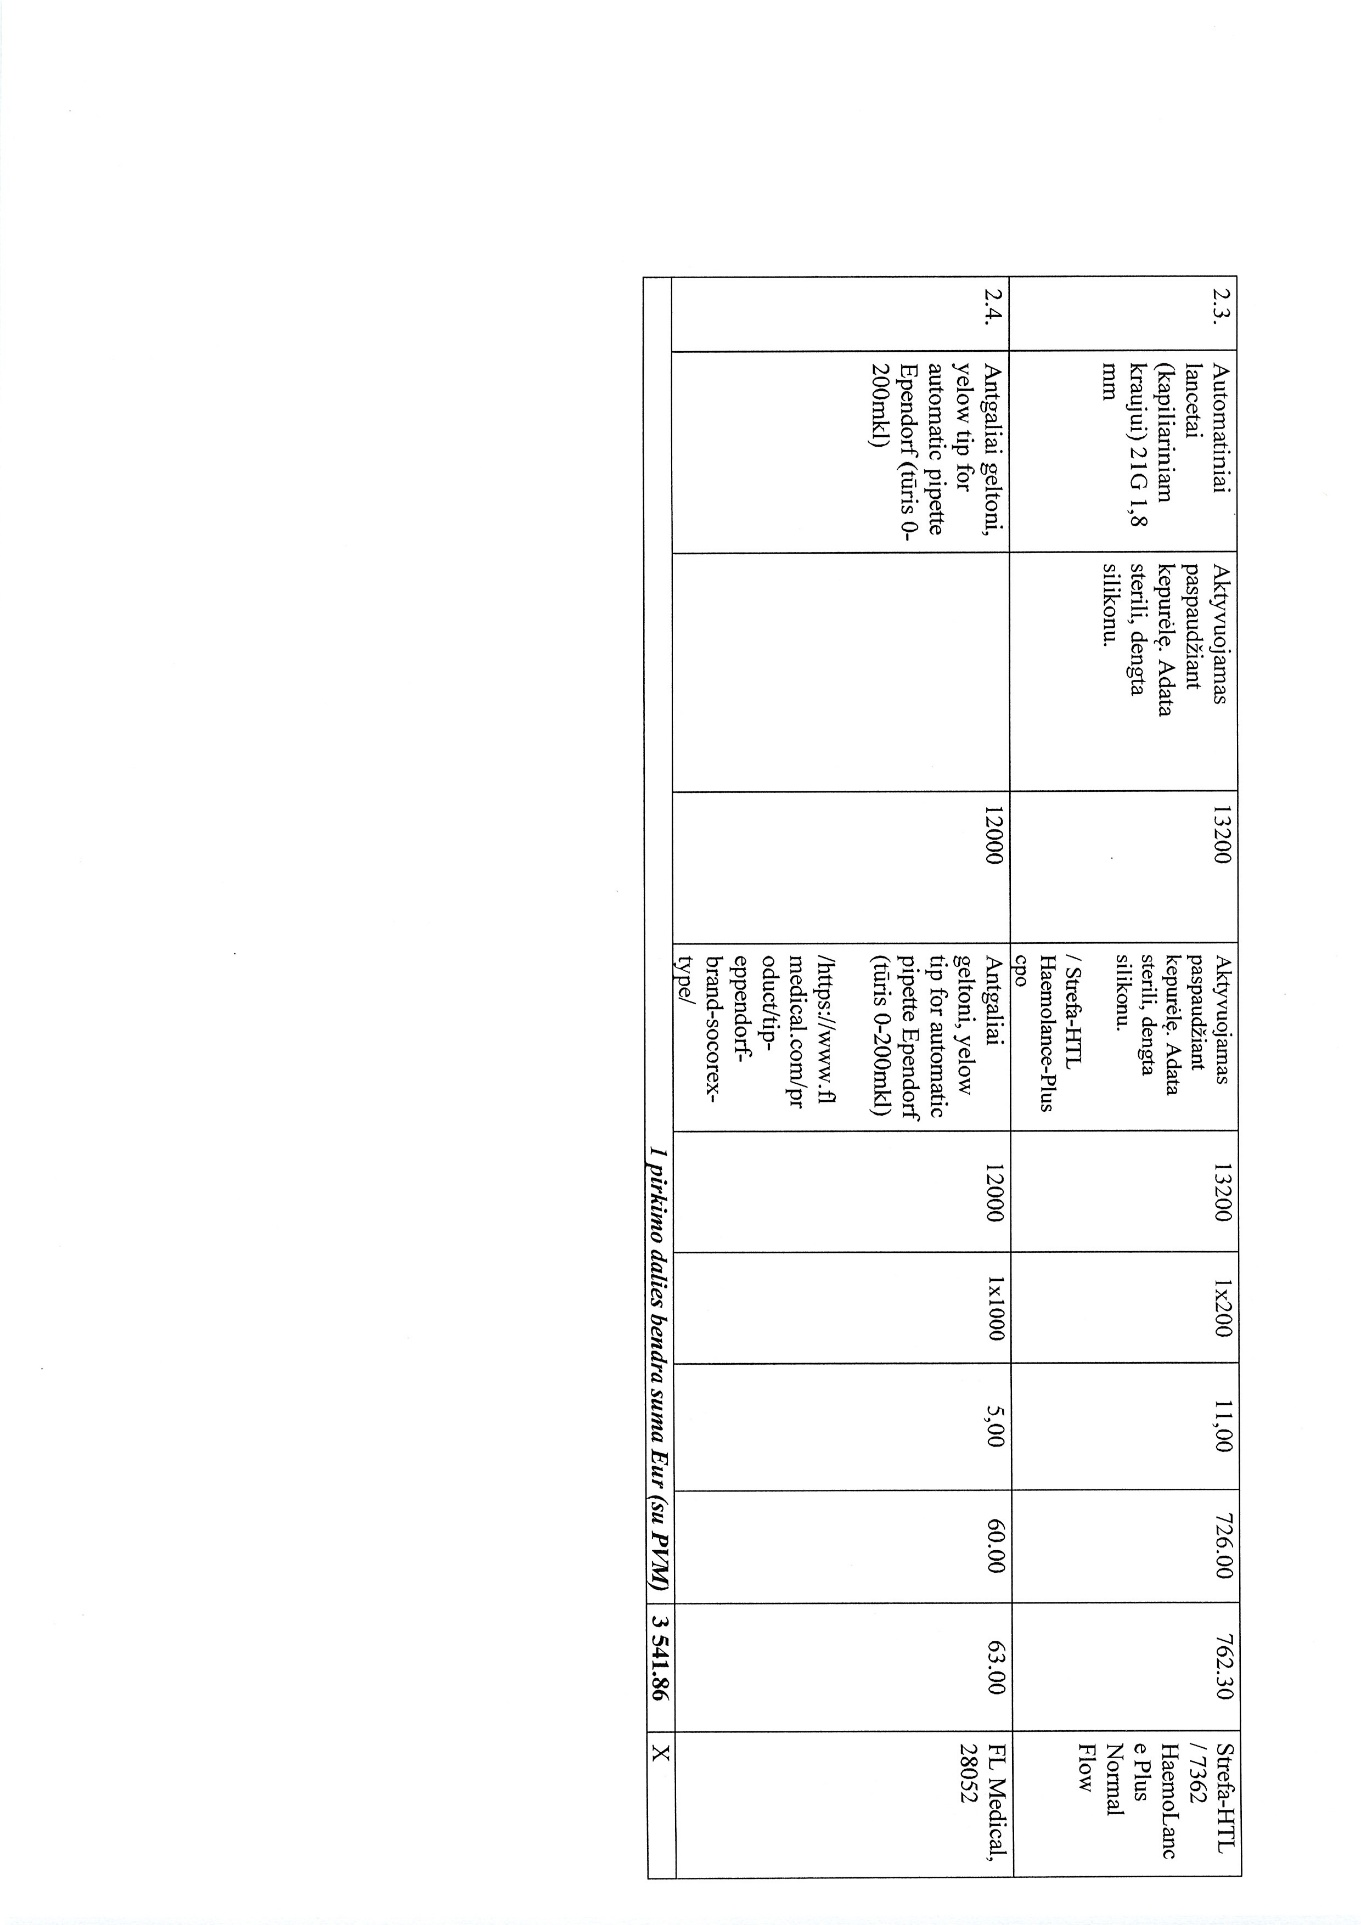 2.3.
Automatiniai
lancetai
(kapiliariniam
kraujui) 21G 1,8
mm
Aktyvuojamas
paspaudžiant
kepurėlę. Adata
sterili, dengta
silikonu.
13200
Aktyvuojamas
paspaudžiant
kepurėlę. Adata
sterili, dengta
silikonu.
/ Strefa-HTL
Haemolance-Plus
cpo
13200
1x200
11,00
726.00
762.30
Strefa-HTL
/ 7362
HaemoLanc
e Plus
Normal
Flow
2.4.
Antgaliai geltoni,
yelow tip for
automatic pipette
Ependorf (tūris 0-
200mkl)
12000
Antgaliai
geltoni, yelow
tip for automatic
pipette Ependorf
(tūris 0-200mkl)
/https://www.fl
medical.com/pr
oduct/tip-
eppendorf-
brand-socorex-
type/
12000
1x1000
5,00
60.00
63.00
FL Medical,
28052
1 pirkimo dalies bendra suma Eur (su PVM)
3 541.86
X